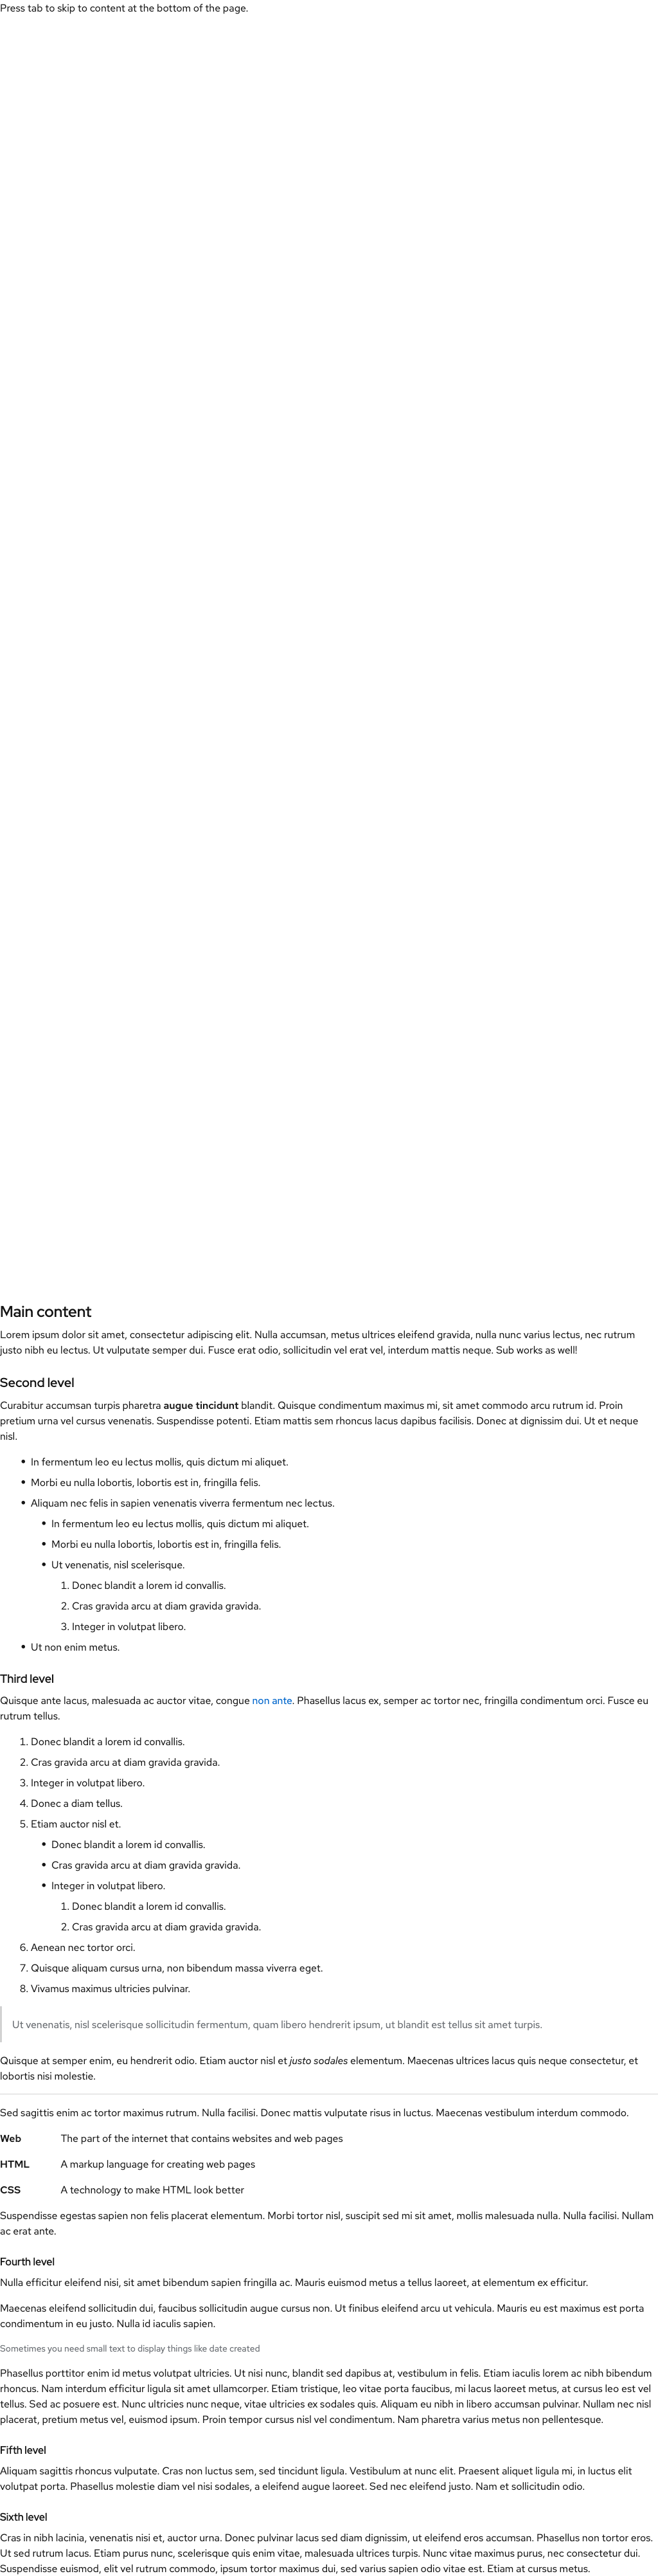 Press tab to skip to content at the bottom of the page.
Main content
Lorem ipsum dolor sit amet, consectetur adipiscing elit. Nulla accumsan, metus ultrices eleifend gravida, nulla nunc varius lectus, nec rutrum
justo nibh eu lectus. Ut vulputate semper dui. Fusce erat odio, sollicitudin vel erat vel, interdum mattis neque. Sub works as well!
Second level
Curabitur accumsan turpis pharetra augue tincidunt blandit. Quisque condimentum maximus mi, sit amet commodo arcu rutrum id. Proin
pretium urna vel cursus venenatis. Suspendisse potenti. Etiam mattis sem rhoncus lacus dapibus facilisis. Donec at dignissim dui. Ut et neque
nisl.
• In fermentum leo eu lectus mollis, quis dictum mi aliquet.
• Morbi eu nulla lobortis, lobortis est in, fringilla felis.
• Aliquam nec felis in sapien venenatis viverra fermentum nec lectus.
• In fermentum leo eu lectus mollis, quis dictum mi aliquet.
• Morbi eu nulla lobortis, lobortis est in, fringilla felis.
• Ut venenatis, nisl scelerisque.
1. Donec blandit a lorem id convallis.
2. Cras gravida arcu at diam gravida gravida.
3. Integer in volutpat libero.
• Ut non enim metus.
Third level
Quisque ante lacus, malesuada ac auctor vitae, congue non ante. Phasellus lacus ex, semper ac tortor nec, fringilla condimentum orci. Fusce eu
rutrum tellus.
1. Donec blandit a lorem id convallis.
2. Cras gravida arcu at diam gravida gravida.
3. Integer in volutpat libero.
4. Donec a diam tellus.
5. Etiam auctor nisl et.
• Donec blandit a lorem id convallis.
• Cras gravida arcu at diam gravida gravida.
• Integer in volutpat libero.
1. Donec blandit a lorem id convallis.
2. Cras gravida arcu at diam gravida gravida.
6. Aenean nec tortor orci.
7. Quisque aliquam cursus urna, non bibendum massa viverra eget.
8. Vivamus maximus ultricies pulvinar.
Ut venenatis, nisl scelerisque sollicitudin fermentum, quam libero hendrerit ipsum, ut blandit est tellus sit amet turpis.
Quisque at semper enim, eu hendrerit odio. Etiam auctor nisl et justo sodales elementum. Maecenas ultrices lacus quis neque consectetur, et
lobortis nisi molestie.
Sed sagittis enim ac tortor maximus rutrum. Nulla facilisi. Donec mattis vulputate risus in luctus. Maecenas vestibulum interdum commodo.
Web The part of the internet that contains websites and web pages
HTML A markup language for creating web pages
CSS A technology to make HTML look better
Suspendisse egestas sapien non felis placerat elementum. Morbi tortor nisl, suscipit sed mi sit amet, mollis malesuada nulla. Nulla facilisi. Nullam
ac erat ante.
Fourth level
Nulla efficitur eleifend nisi, sit amet bibendum sapien fringilla ac. Mauris euismod metus a tellus laoreet, at elementum ex efficitur.
Maecenas eleifend sollicitudin dui, faucibus sollicitudin augue cursus non. Ut finibus eleifend arcu ut vehicula. Mauris eu est maximus est porta
condimentum in eu justo. Nulla id iaculis sapien.
Sometimes you need small text to display things like date created
Phasellus porttitor enim id metus volutpat ultricies. Ut nisi nunc, blandit sed dapibus at, vestibulum in felis. Etiam iaculis lorem ac nibh bibendum
rhoncus. Nam interdum efficitur ligula sit amet ullamcorper. Etiam tristique, leo vitae porta faucibus, mi lacus laoreet metus, at cursus leo est vel
tellus. Sed ac posuere est. Nunc ultricies nunc neque, vitae ultricies ex sodales quis. Aliquam eu nibh in libero accumsan pulvinar. Nullam nec nisl
placerat, pretium metus vel, euismod ipsum. Proin tempor cursus nisl vel condimentum. Nam pharetra varius metus non pellentesque.
Fifth level
Aliquam sagittis rhoncus vulputate. Cras non luctus sem, sed tincidunt ligula. Vestibulum at nunc elit. Praesent aliquet ligula mi, in luctus elit
volutpat porta. Phasellus molestie diam vel nisi sodales, a eleifend augue laoreet. Sed nec eleifend justo. Nam et sollicitudin odio.
Sixth level
Cras in nibh lacinia, venenatis nisi et, auctor urna. Donec pulvinar lacus sed diam dignissim, ut eleifend eros accumsan. Phasellus non tortor eros.
Ut sed rutrum lacus. Etiam purus nunc, scelerisque quis enim vitae, malesuada ultrices turpis. Nunc vitae maximus purus, nec consectetur dui.
Suspendisse euismod, elit vel rutrum commodo, ipsum tortor maximus dui, sed varius sapien odio vitae est. Etiam at cursus metus.